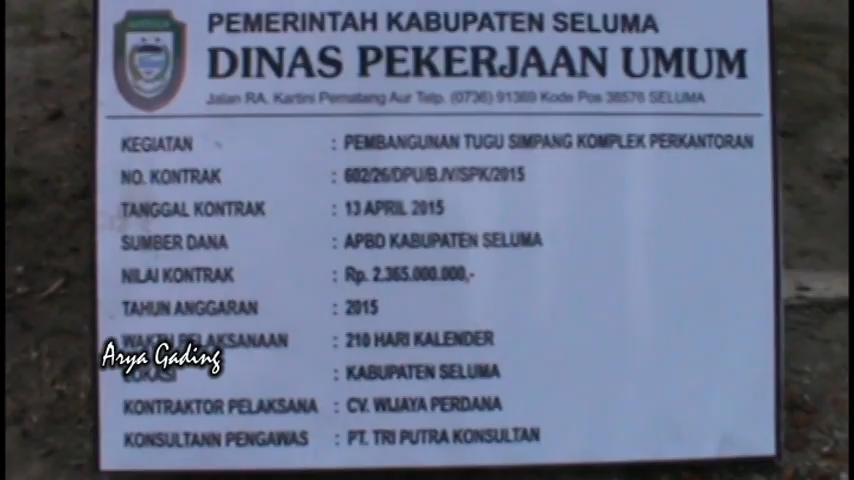 PEMERINTAH KABUPATEN SELUMA
DINAS PEKERJAAN UMUM
Jalan RA. Kartini Pematang Aur Telp. (0736) 91369 Kode Pos 38576 SELUMA
KEGIATAN : PEMBANGUNAN TUGU SIMPANG KOMPLEK PERKANTORAN
NO. KONTRAK : 602/26/DPU/B.IV/SPK/2015
TANGGAL KONTRAK : 13 APRIL 2015
SUMBER DANA : APBD KABUPATEN SELUMA
NILAI KONTRAK : Rp. 2.365.000.000,-
TAHUN ANGGARAN : 2015
WAKTU PELAKSANAAN : 210 HARI KALENDER
Arya Gading
LOKASI : KABUPATEN SELUMA
KONTRAKTOR PELAKSANA : CV. WIJAYA PERDANA
KONSULTANN PENGAWAS : PT. TRI PUTRA KONSULTAN